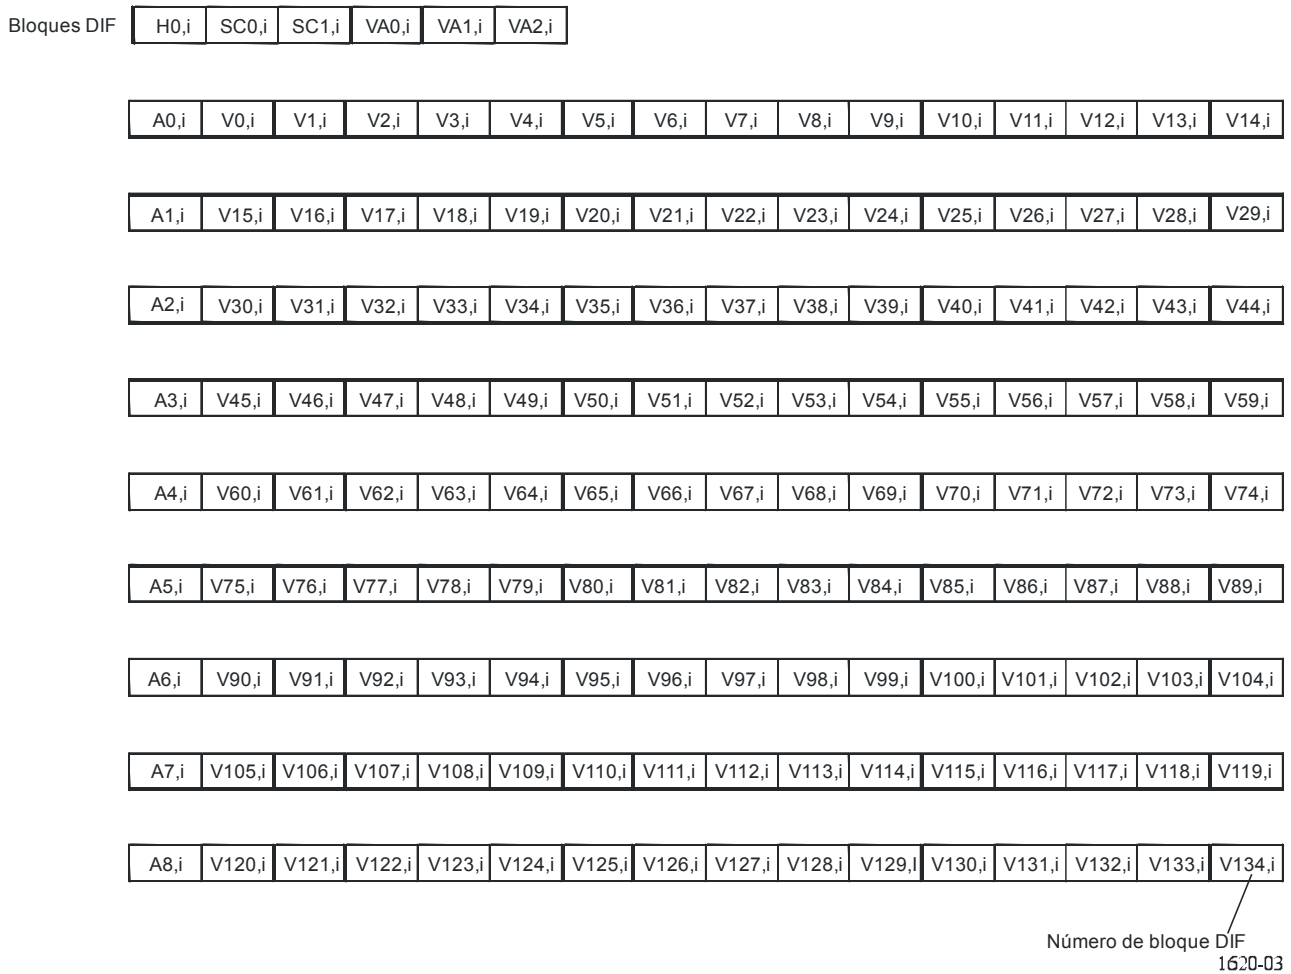 Bloques DIF H0,i SC0,i SC1,i VA0,i VA1,i VA2,i
A0,i V0,i V1,i V2,i V3,i V4,i V5,i V6,i V7,i V8,i V9,i V10,i V11,i V12,i V13,i V14,i
A1,i V15,i V16,i V17,i V18,i V19,i V20,i V21,i V22,i V23,i V24,i V25,i V26,i V27,i V28,i V29,i
A2,i V30,i V31,i V32,i V33,i V34,i V35,i V36,i V37,i V38,i V39,i V40,i V41,i V42,i V43,i V44,i
A3,i V45,i V46,i V47,i V48,i V49,i V50,i V51,i V52,i V53,i V54,i V55,i V56,i V57,i V58,i V59,i
A4,i V60,i V61,i V62,i V63,i V64,i V65,i V66,i V67,i V68,i V69,i V70,i V71,i V72,i V73,i V74,i
A5,i V75,i V76,i V77,i V78,i V79,i V80,i V81,i V82,i V83,i V84,i V85,i V86,i V87,i V88,i V89,i
A6,i V90,i V91,i V92,i V93,i V94,i V95,i V96,i V97,i V98,i V99,i V100,i V101,i V102,i V103,i V104,i
A7,i V105,i V106,i V107,i V108,i V109,i V110,i V111,i V112,i V113,i V114,i V115,i V116,i V117,i V118,i V119,i
A8,i V120,i V121,i V122,i V123,i V124,i V125,i V126,i V127,i V128,i V129,l V130,i V131,i V132,i V133,i V134,i
Número de bloque DIF
1620-03